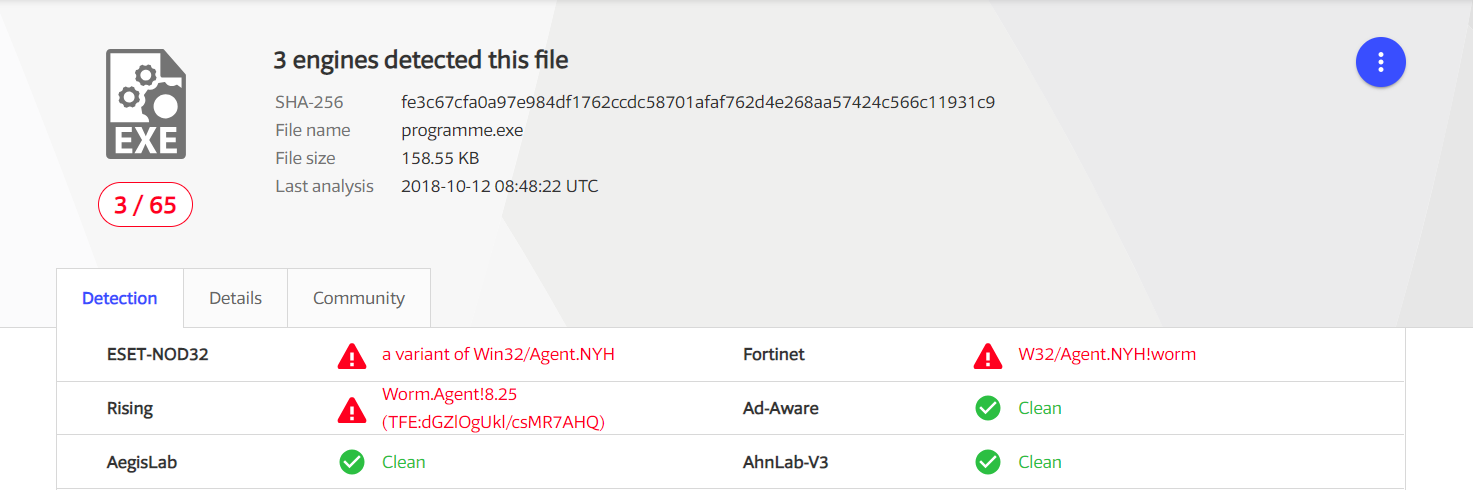 3 engines detected this file
SHA-256 fe3c67cfa0a97e984df1762ccdc58701afaf762d4e268aa57424c566c11931c9
File name programme.exe
File size 158.55 KB
Last analysis 2018-10-12 08:48:22 UTC
EXE
3 / 65
Detection Details Community
ESET-NOD32 a variant of Win32/Agent.NYH Fortinet W32/Agent.NYH!worm
Rising Worm.Agent!8.25
(TFE:dGZlOgUkl/csMR7AHQ) Ad-Aware Clean
AegisLab Clean AhnLab-V3 Clean